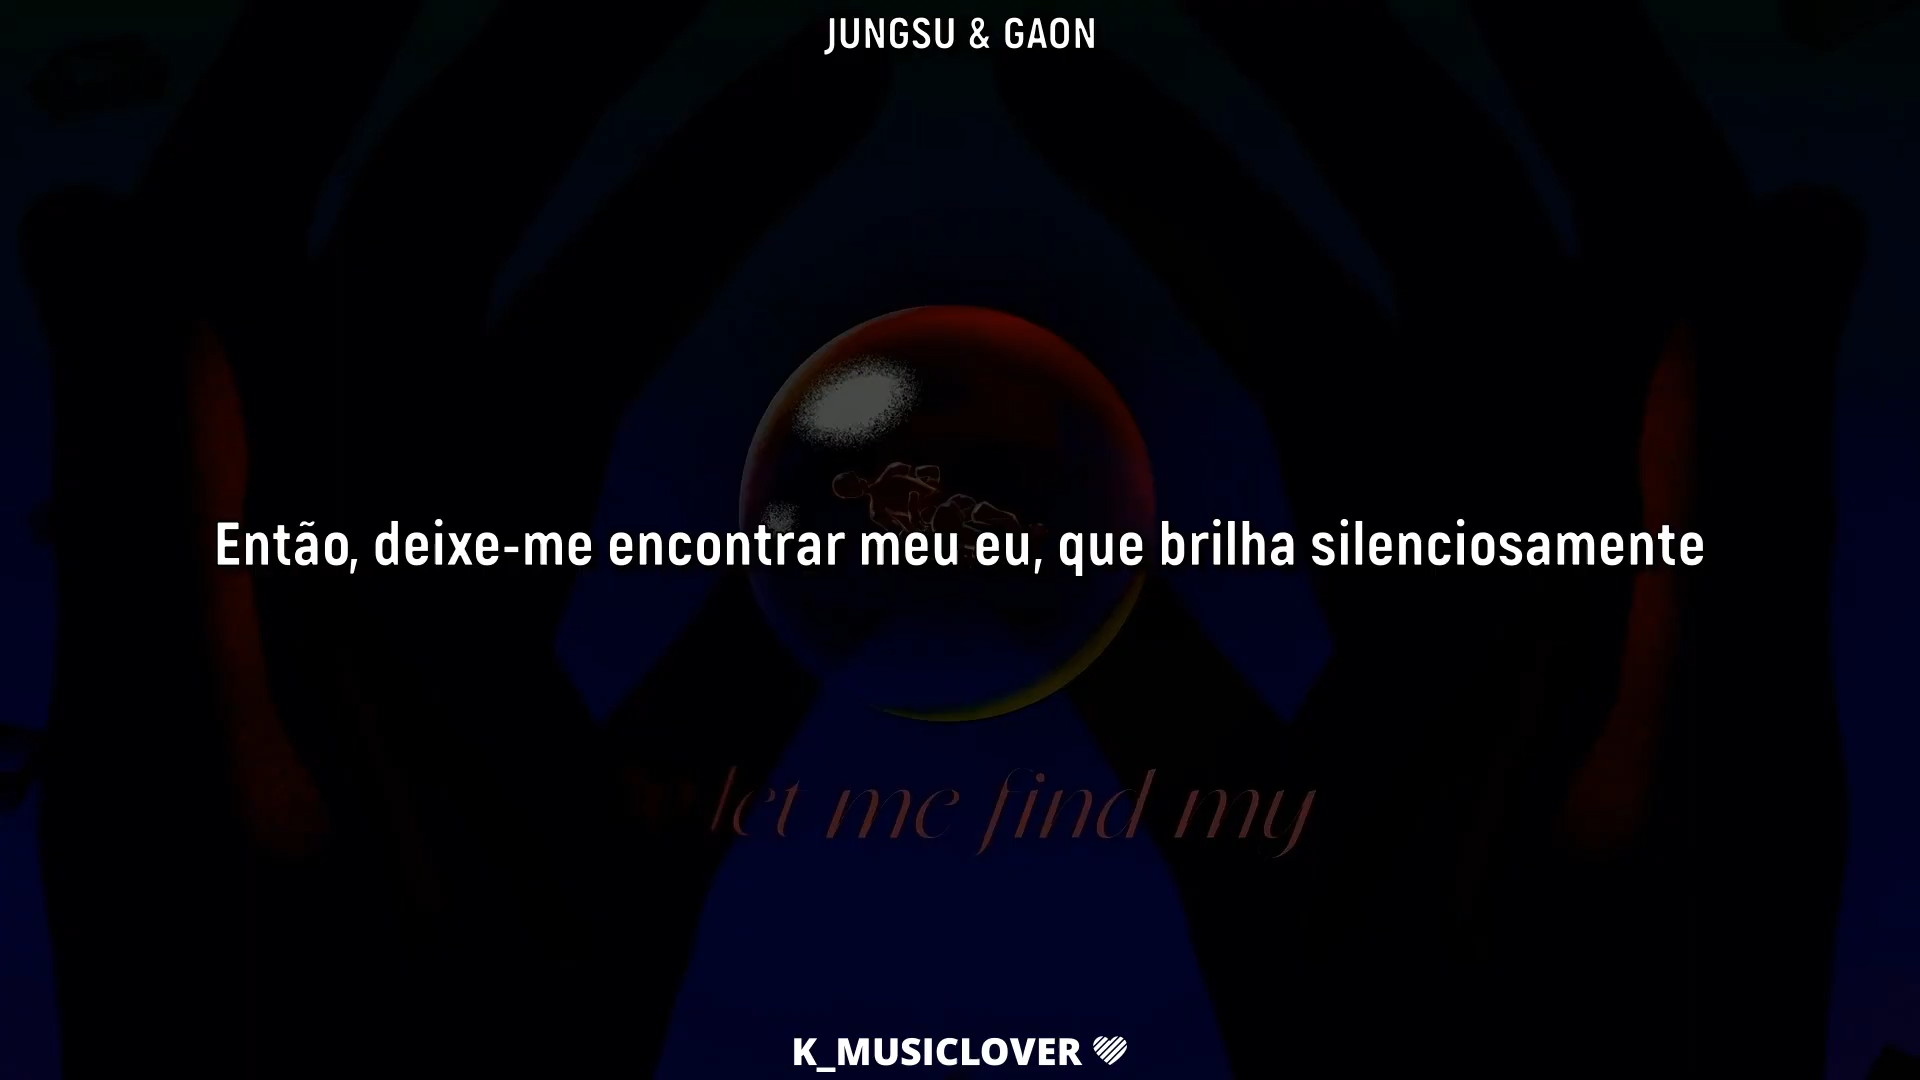 JUNGSU & GAON
Então, deixe-me encontrar meu eu, que brilha silenciosamente
let me find my
K_MUSICLOVER